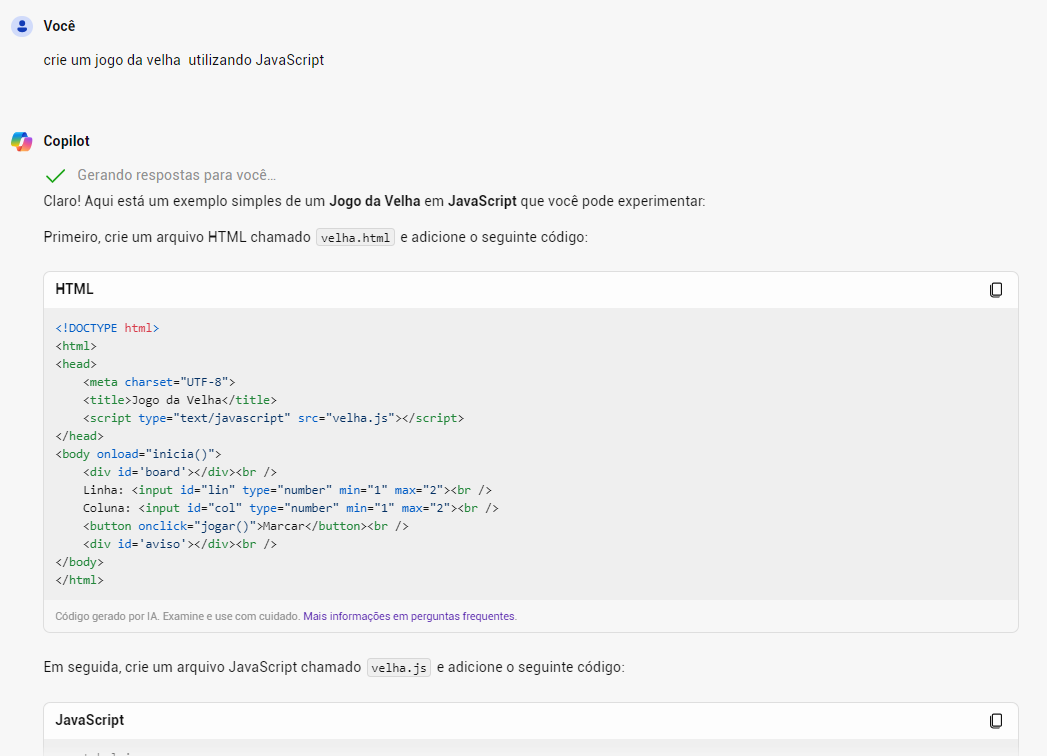 Você
crie um jogo da velha  utilizando JavaScript
Copilot
Gerando respostas para você...
Claro! Aqui está um exemplo simples de um Jogo da Velha em JavaScript que você pode experimentar:
Primeiro, crie um arquivo HTML chamado velha.html e adicione o seguinte código:
HTML
<!DOCTYPE html>
<html>
<head>
    <meta charset="UTF-8">
    <title>Jogo da Velha</title>
    <script type="text/javascript" src="velha.js"></script>
</head>
<body onload="inicia()">
    <div id='board'></div><br />
    Linha: <input id="lin" type="number" min="1" max="2"><br />
    Coluna: <input id="col" type="number" min="1" max="2"><br />
    <button onclick="jogar()">Marcar</button><br />
    <div id='aviso'></div><br />
</body>
</html>
Código gerado por IA. Examine e use com cuidado. Mais informações em perguntas frequentes.
Em seguida, crie um arquivo JavaScript chamado velha.js e adicione o seguinte código:
JavaScript